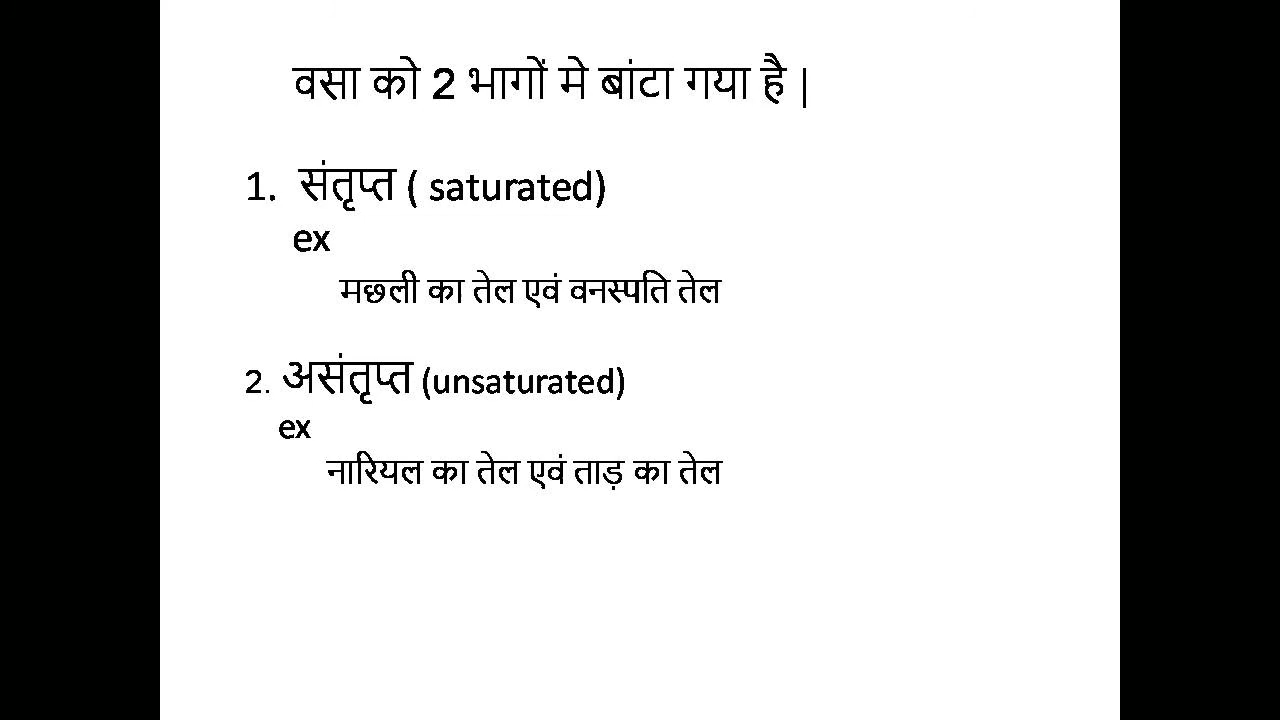 वसा को 2 भागों मे बांटा गया है |
1. संतृप्त ( saturated)
ex
मछली का तेल एवं वनस्पति तेल
2. असंतृप्त (unsaturated)
ex
नारियल का तेल एवं ताड़ का तेल